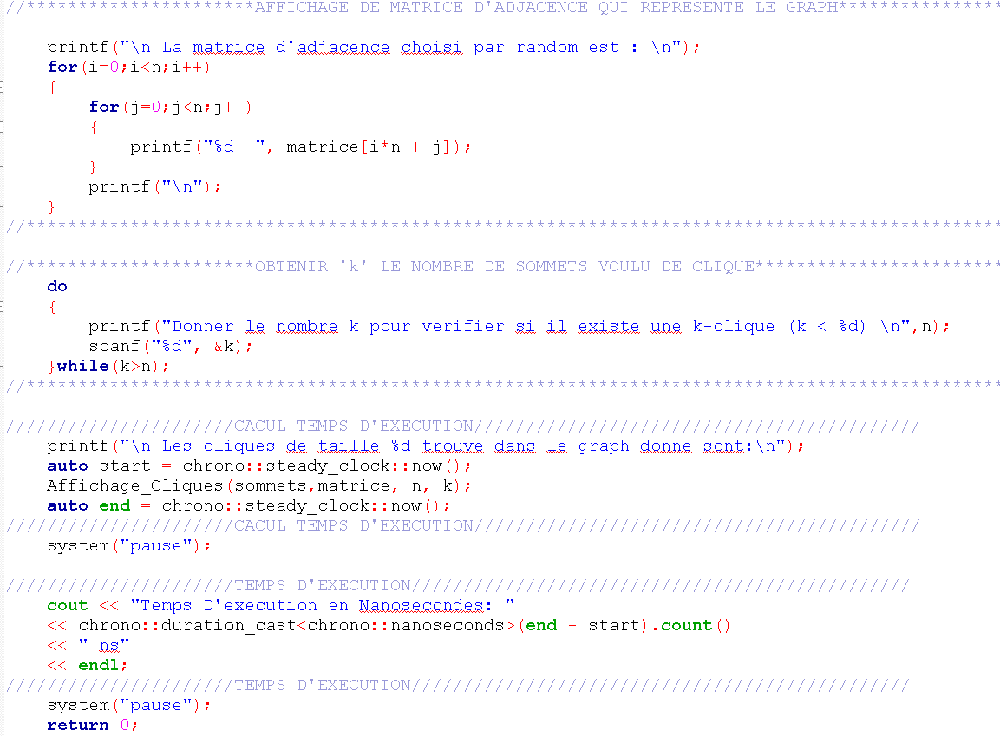 //**********************AFFICHAGE DE MATRICE D'ADJACENCE QUI REPRESENTE LE GRAPH****************
printf("\n La matrice d'adjacence choisi par random est : \n");
for(i=0;i<n;i++)
{
for(j=0;j<n;j++)
{
printf("%d  ", matrice[i*n + j]);
}
printf("\n");
}
//**********************************************************************************************
//**********************OBTENIR 'k' LE NOMBRE DE SOMMETS VOULU DE CLIQUE************************
do
{
printf("Donner le nombre k pour verifier si il existe une k-clique (k < %d) \n",n);
scanf("%d", &k);
}while(k>n);
//**********************************************************************************************
//////////////////////CACUL TEMPS D'EXECUTION///////////////////////////////////////////
printf("\n Les cliques de taille %d trouve dans le graph donne sont:\n");
auto start = chrono::steady_clock::now();
Affichage_Cliques(sommets,matrice, n, k);
auto end = chrono::steady_clock::now();
//////////////////////CACUL TEMPS D'EXECUTION///////////////////////////////////////////
system("pause");
//////////////////////TEMPS D'EXECUTION////////////////////////////////////////////////
cout << "Temps D'execution en Nanosecondes: "
<< chrono::duration_cast<chrono::nanoseconds>(end - start).count()
<< " ns"
<< endl;
//////////////////////TEMPS D'EXECUTION////////////////////////////////////////////////
system("pause");
return 0;